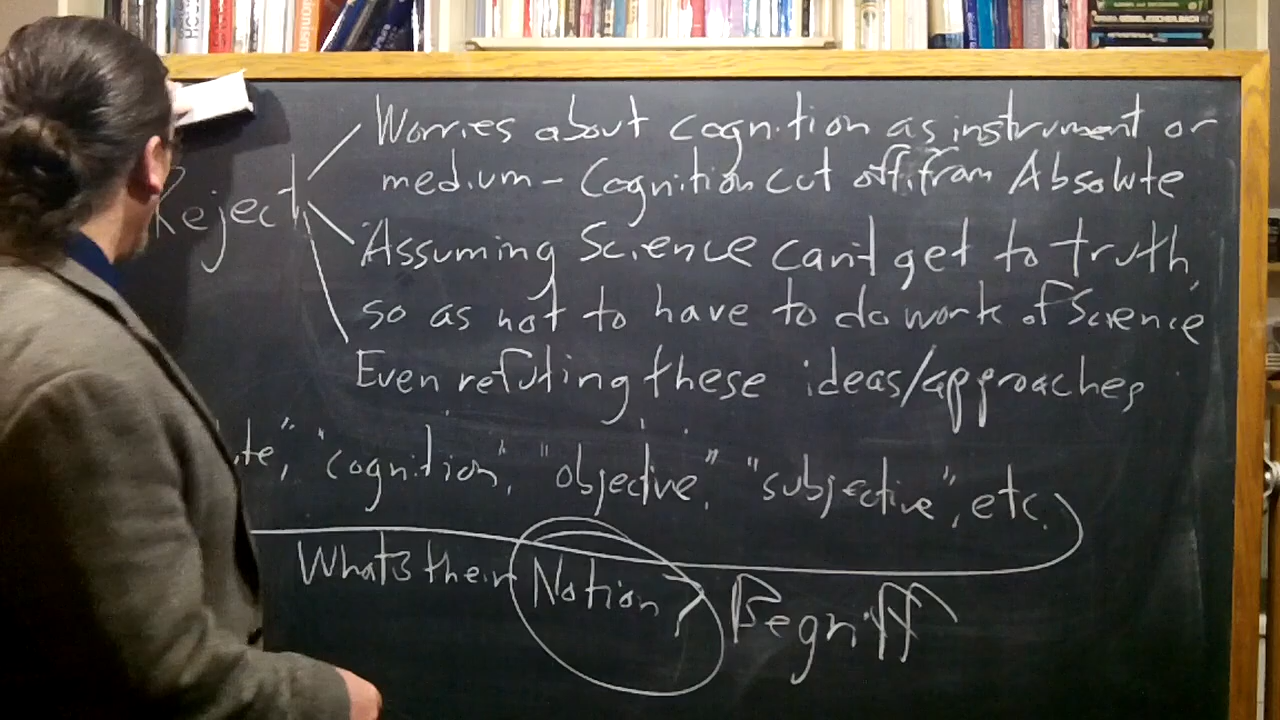 Worries about cognition as instrument or
medium - Cognition cut off from Absolute
Reject
Assuming Science can't get to truth,
so as not to have to do work of Science
Even refuting these ideas/approaches
"cognition", "objective", "subjective", etc.
What's their Notion? Begriff